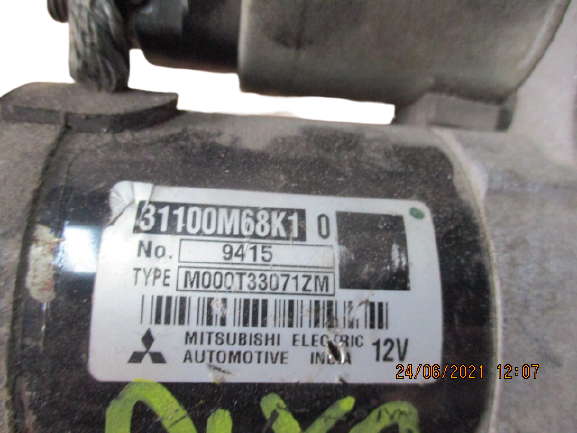 31100M68K1 0
No. 9415
TYPE M000T33071ZM
MITSUBISHI ELECTRIC
AUTOMOTIVE INDIA 12V
24/06/2021 12:07